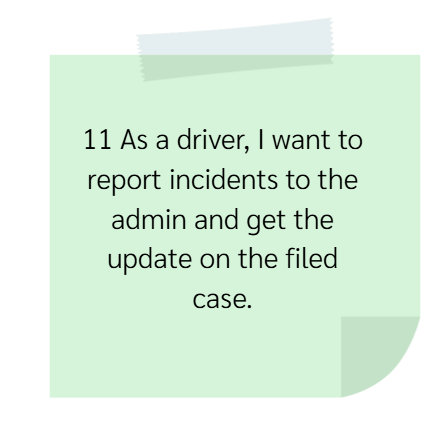 11 As a driver, I want to
report incidents to the
admin and get the
update on the filed
case.